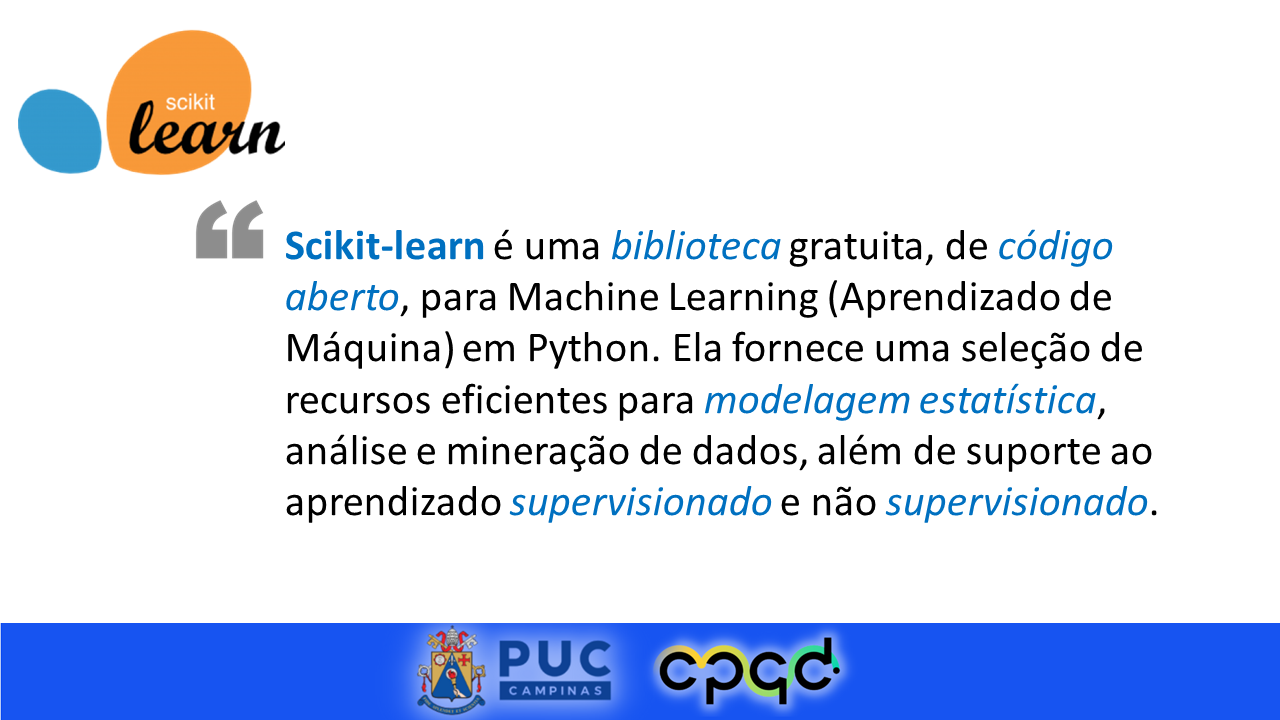 scikit
learn
“
Scikit-learn é uma biblioteca gratuita, de código
aberto, para Machine Learning (Aprendizado de
Máquina) em Python. Ela fornece uma seleção de
recursos eficientes para modelagem estatística,
análise e mineração de dados, além de suporte ao
aprendizado supervisionado e não supervisionado.
PUC
CAMPINAS
cpqd